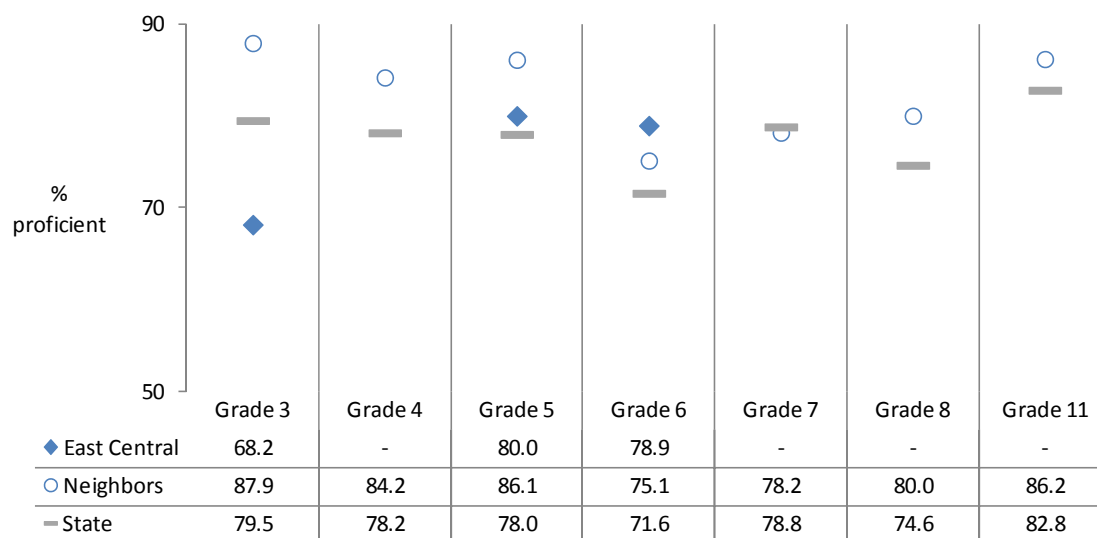 90
70
50
%
proficient
Grade 3 Grade 4 Grade 5 Grade 6 Grade 7 Grade 8 Grade 11
East Central 68.2 - 80.0 78.9 - - -
Neighbors 87.9 84.2 86.1 75.1 78.2 80.0 86.2
State 79.5 78.2 78.0 71.6 78.8 74.6 82.8